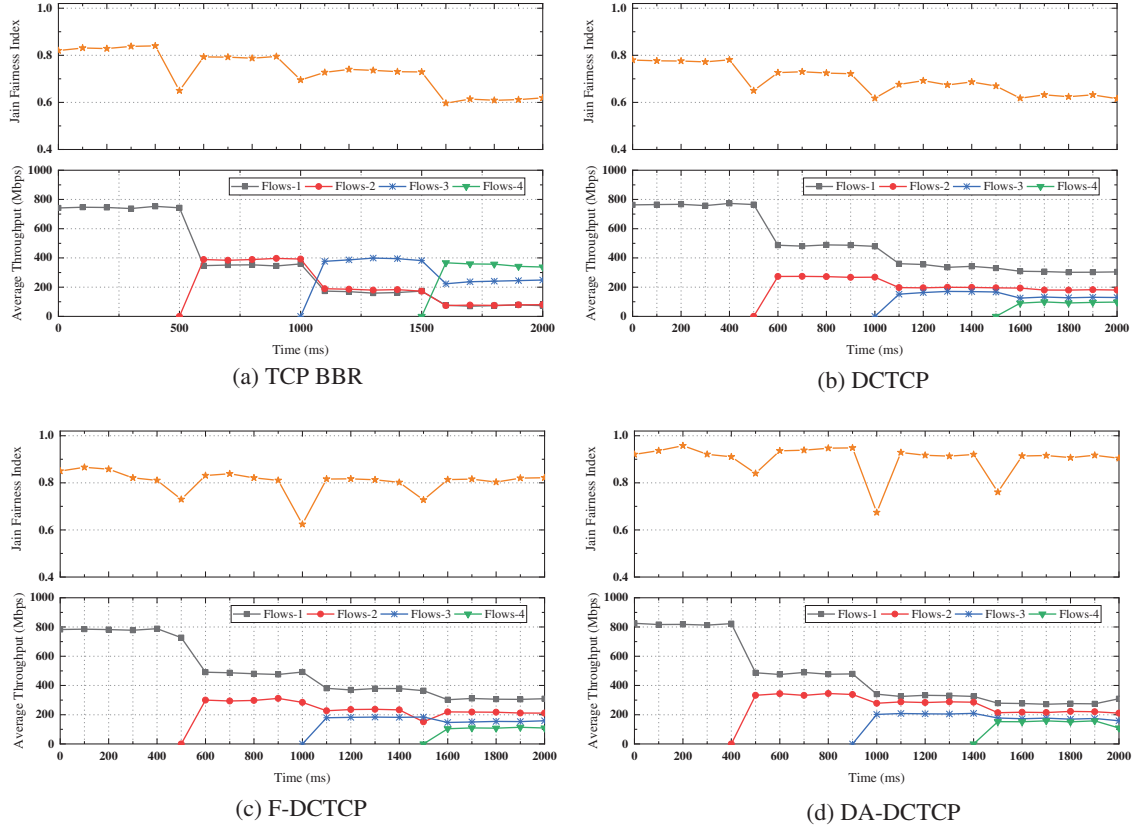 Jain Fairness Index
1.0
0.8
0.6
0.4
Average Throughput (Mbps)
1000
800
600
400
200
0
Flows-1 Flows-2 Flows-3 Flows-4
0 500 1000 1500 2000
Time (ms)
(a) TCP BBR
Jain Fairness Index
1.0
0.8
0.6
0.4
Average Throughput (Mbps)
1000
800
600
400
200
0
Flows-1 Flows-2 Flows-3 Flows-4
0 200 400 600 800 1000 1200 1400 1600 1800 2000
Time (ms)
(b) DCTCP
Jain Fairness Index
1.0
0.8
0.6
0.4
Average Throughput (Mbps)
1000
800
600
400
200
0
Flows-1 Flows-2 Flows-3 Flows-4
0 200 400 600 800 1000 1200 1400 1600 1800 2000
Time (ms)
(c) F-DCTCP
Jain Fairness Index
1.0
0.8
0.6
0.4
Average Throughput (Mbps)
1000
800
600
400
200
0
Flows-1 Flows-2 Flows-3 Flows-4
0 200 400 600 800 1000 1200 1400 1600 1800 2000
Time (ms)
(d) DA-DCTCP